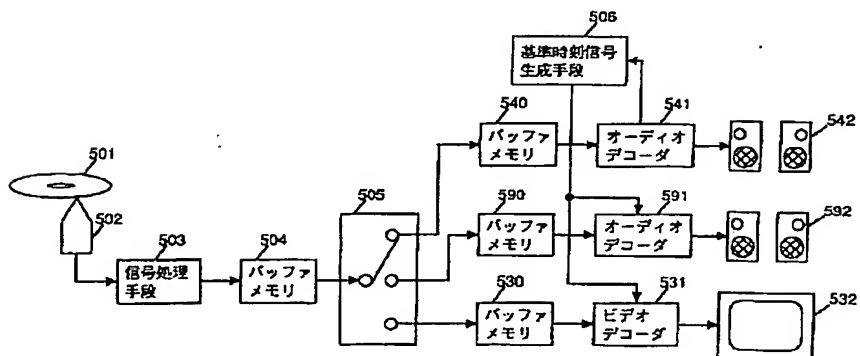 506
基準時刻信号
生成手段
540
バッファ
メモリ
541
オーディオ
デコーダ
542
501
502
503
信号処理
手段
504
バッファ
メモリ
505
590
バッファ
メモリ
591
オーディオ
デコーダ
592
530
バッファ
メモリ
531
ビデオ
デコーダ
532